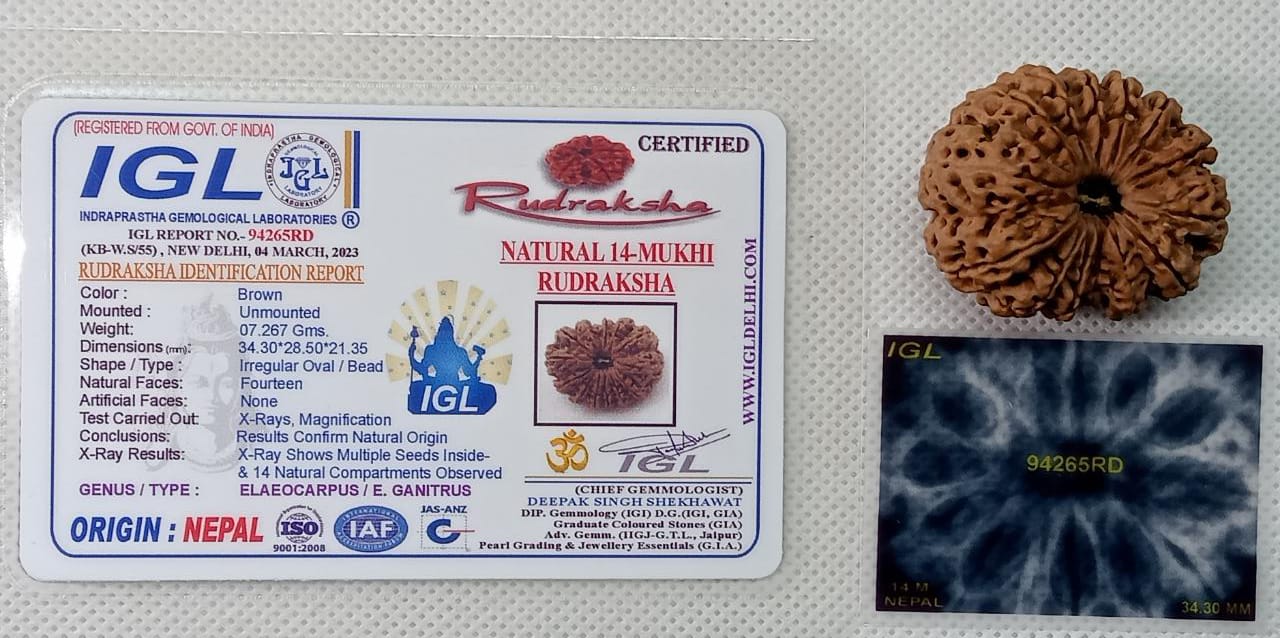 (REGISTERED FROM GOVT. OF INDIA)
IGL
INDRAPRASTHA GEMOLOGICAL LABORATORY
IGL
INDRAPRASTHA GEMOLOGICAL LABORATORIES ®
IGL REPORT NO.- 94265RD
(KB-W.S/55) , NEW DELHI, 04 MARCH, 2023
RUDRAKSHA IDENTIFICATION REPORT
Color : Brown
Mounted : Unmounted
Weight: 07.267 Gms.
Dimensions (mm): 34.30*28.50*21.35
Shape / Type : Irregular Oval / Bead
Natural Faces: Fourteen
Artificial Faces: None
Test Carried Out: X-Rays, Magnification
Conclusions: Results Confirm Natural Origin
X-Ray Results: X-Ray Shows Multiple Seeds Inside-
& 14 Natural Compartments Observed
GENUS / TYPE : ELAEOCARPUS / E. GANITRUS
ORIGIN : NEPAL
ISO
9001:2008
IAF
JAS-ANZ
C
CERTIFIED
Rudraksha
NATURAL 14-MUKHI
RUDRAKSHA
IGL
WWW.IGLDELHI.COM
ॐ
IGL
(CHIEF GEMMOLOGIST)
DEEPAK SINGH SHEKHAWAT
DIP. Gemmology (IGI) D.G.(IGI, GIA)
Graduate Coloured Stones (GIA)
Adv. Gemm. (IIGJ-G.T.L., Jaipur)
Pearl Grading & Jewellery Essentials (G.I.A.)
IGL
94265RD
14 M
NEPAL
34.30 MM